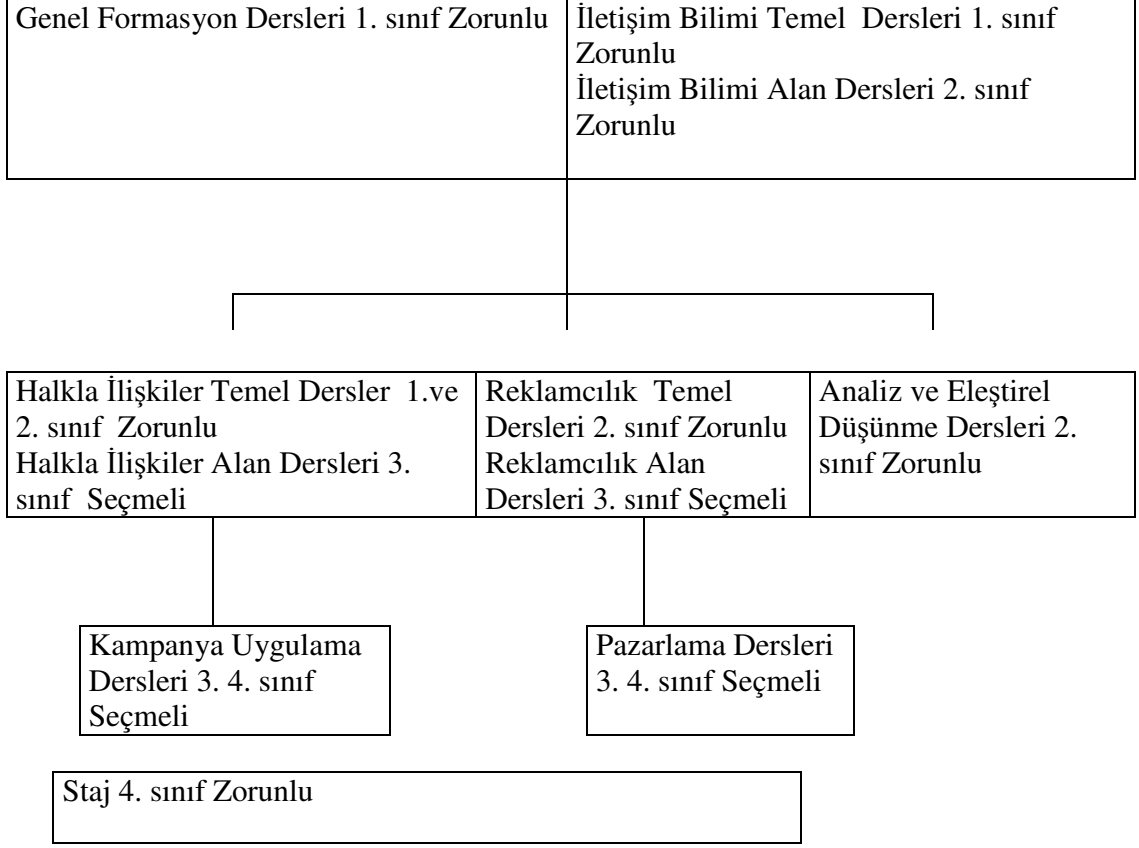 Genel Formasyon Dersleri 1. sınıf Zorunlu
İletişim Bilimi Temel Dersleri 1. sınıf
Zorunlu
İletişim Bilimi Alan Dersleri 2. sınıf
Zorunlu
Halkla İlişkiler Temel Dersler 1.ve
2. sınıf Zorunlu
Halkla İlişkiler Alan Dersleri 3.
sınıf Seçmeli
Reklamcılık Temel
Dersleri 2. sınıf Zorunlu
Reklamcılık Alan
Dersleri 3. sınıf Seçmeli
Analiz ve Eleştirel
Düşünme Dersleri 2.
sınıf Zorunlu
Kampanya Uygulama
Dersleri 3. 4. sınıf
Seçmeli
Pazarlama Dersleri
3. 4. sınıf Seçmeli
Staj 4. sınıf Zorunlu